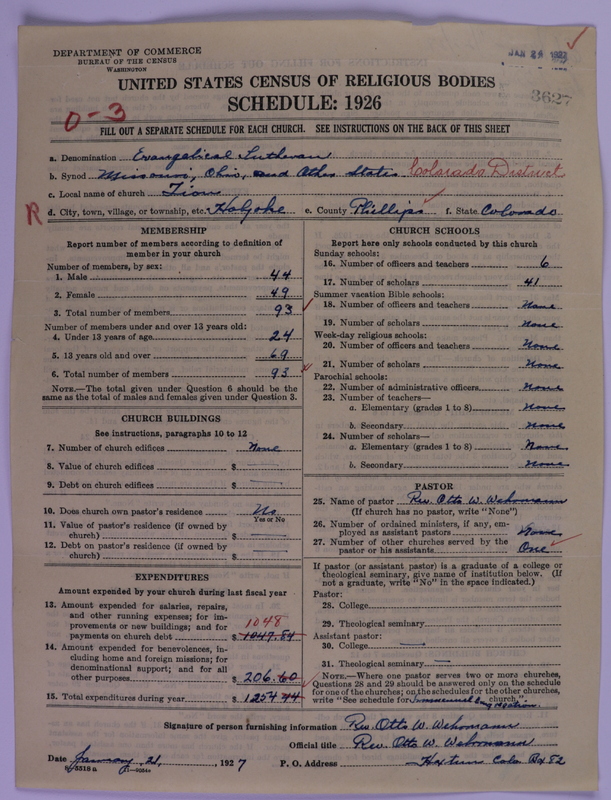 DEPARTMENT OF COMMERCE
BUREAU OF THE CENSUS
WASHINGTON
JAN 24 1927
UNITED STATES CENSUS OF RELIGIOUS BODIES
SCHEDULE: 1926
3627
0-3
FILL OUT A SEPARATE SCHEDULE FOR EACH CHURCH. SEE INSTRUCTIONS ON THE BACK OF THIS SHEET
a. Denomination Evangelical Lutheran
b. Synod Missouri, Ohio, and Other States Colorado District
c. Local name of church Zion
R d. City, town, village, or township, etc. Holyoke e. County Phillips f. State Colorado
MEMBERSHIP
Report number of members according to definition of
member in your church
Number of members, by sex:
1. Male 44
2. Female 49
3. Total number of members 93
Number of members under and over 13 years old:
4. Under 13 years of age 24
5. 13 years old and over 69
6. Total number of members 93
NOTE.—The total given under Question 6 should be
same as the total of males and females given under Question 3.
CHURCH BUILDINGS
See instructions, paragraphs 10 to 12
7. Number of church edifices None
8. Value of church edifices $
9. Debt on church edifices $
10. Does church own pastor's residence? No
Yes or No
11. Value of pastor's residence (if owned by
church) $
12. Debt on pastor's residence (if owned by
church) $
EXPENDITURES
Amount expended by your church during last fiscal year
13. Amount expended for salaries, repairs,
and other running expenses; for im-
provements or new buildings; and for 1048
payments on church debt $ 1047.84
14. Amount expended for benevolences, in-
cluding home and foreign missions; for
denominational support; and for all
other purposes $ 206.60
15. Total expenditures during year $ 1254 44
CHURCH SCHOOLS
Report here only schools conducted by this church
Sunday schools:
16. Number of officers and teachers 6
17. Number of scholars 41
Summer vacation Bible schools:
18. Number of officers and teachers None
19. Number of scholars None
Week-day religious schools:
20. Number of officers and teachers None
21. Number of scholars None
Parochial schools:
22. Number of administrative officers None
23. Number of teachers—
a. Elementary (grades 1 to 8) None
b. Secondary None
24. Number of scholars—
a. Elementary (grades 1 to 8) None
b. Secondary None
PASTOR
25. Name of pastor Rev. Otto W. Wehomann
(If church has no pastor, write "None")
26. Number of ordained ministers, if any, em-
ployed as assistant pastors None
27. Number of other churches served by the
pastor or his assistants One
If pastor (or assistant pastor) is a graduate of a college or
theological seminary, give name of institution below. (If
not a graduate, write "No" in the space indicated.)
Pastor:
28. College
29. Theological seminary
Assistant pastor:
30. College
31. Theological seminary
NOTE.—Where one pastor serves two or more churches,
Questions 28 and 29 should be answered only on the schedule
for one of the churches; on the schedules for the other churches,
write "See schedule for Immanuel Congregation church."
Signature of person furnishing information Rev. Otto W. Wehomann
Official title Rev. Otto W. Wehomann
Date January 21, 1927 P. O. Address Haxtum Colo Bx 82
8-5518a